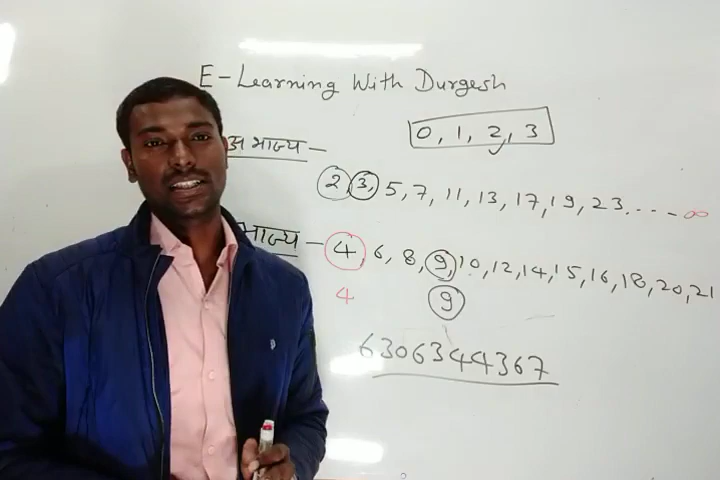 E-Learning With Durgesh
0, 1, 2, 3
अभाज्य –
2, 3, 5, 7, 11, 13, 17, 19, 23.... ∞
भाज्य – 4, 6, 8, 9, 10, 12, 14, 15, 16, 18, 20, 21
4 9
6306344367